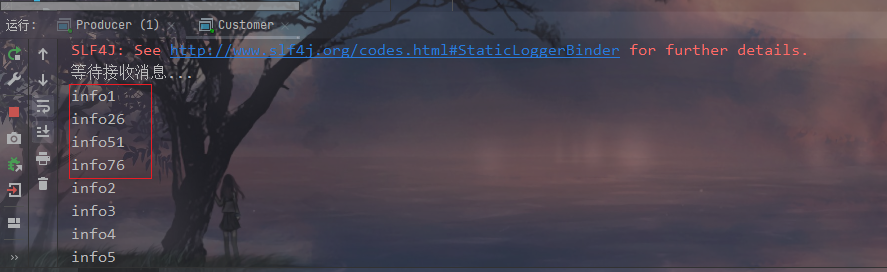 运行: Producer (1) × Customer ×
SLF4J: See http://www.slf4j.org/codes.html#StaticLoggerBinder for further details.
等待接收消息...
info1
info26
info51
info76
info2
info3
info4
info5